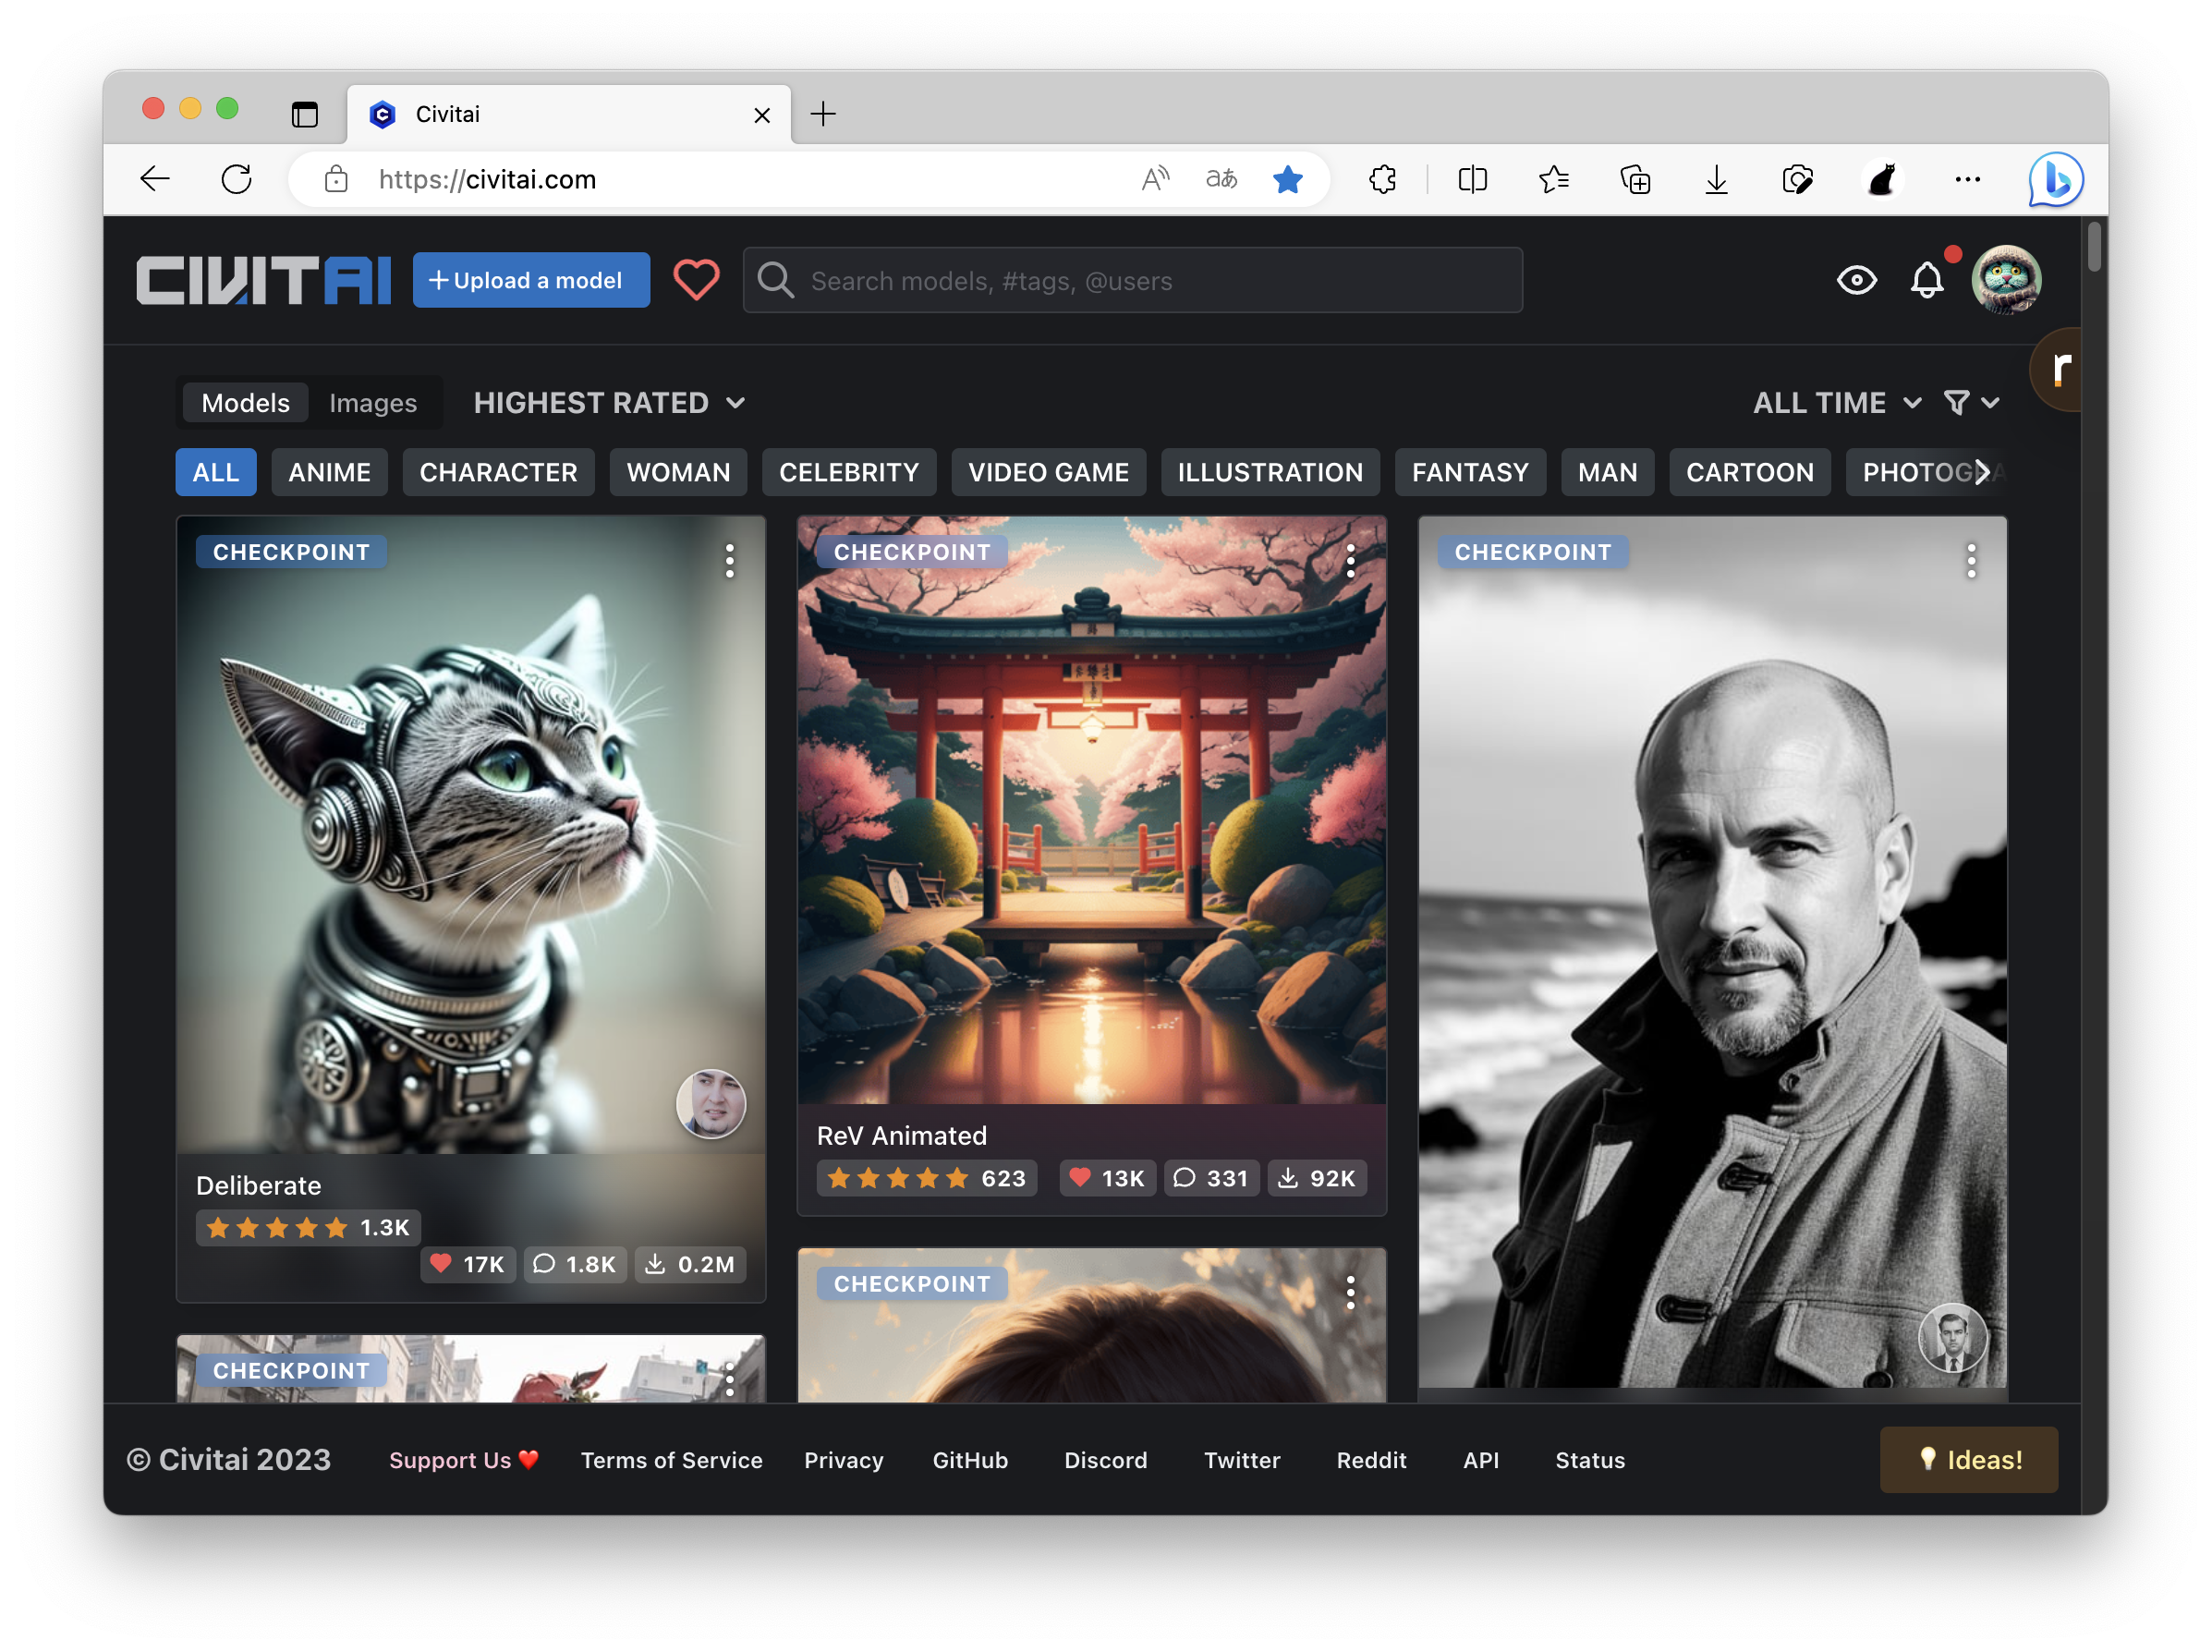 Civitai
https://civitai.com
CIVITAI
+ Upload a model
Search models, #tags, @users
r
Models
Images
HIGHEST RATED
ALL TIME
ALL
ANIME
CHARACTER
WOMAN
CELEBRITY
VIDEO GAME
ILLUSTRATION
FANTASY
MAN
CARTOON
PHOTOGRA
CHECKPOINT
CHECKPOINT
CHECKPOINT
Deliberate
1.3K
17K
1.8K
0.2M
ReV Animated
623
13K
331
92K
CHECKPOINT
CHECKPOINT
© Civitai 2023
Support Us ❤️
Terms of Service
Privacy
GitHub
Discord
Twitter
Reddit
API
Status
💡 Ideas!